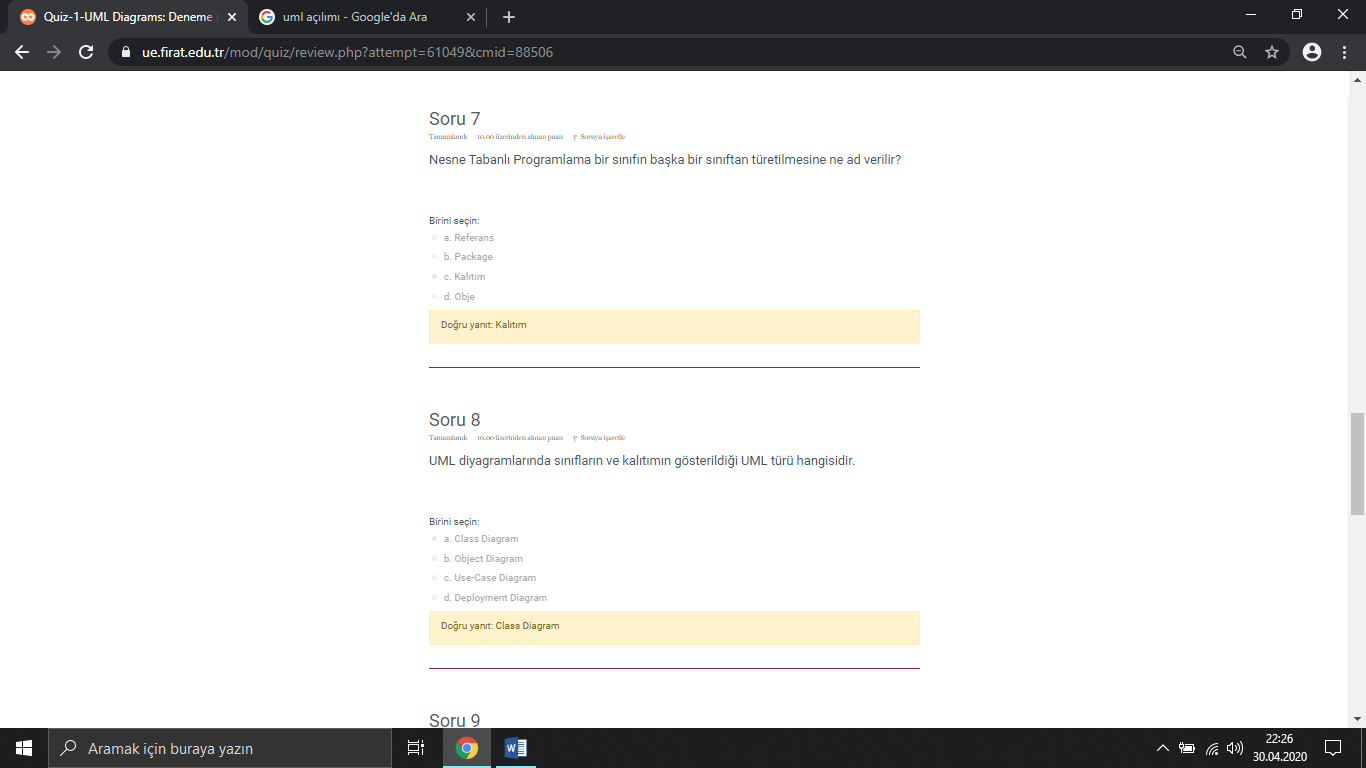 Quiz-1-UML Diagrams: Deneme i
uml açılımı - Google'da Ara
ue.firat.edu.tr/mod/quiz/review.php?attempt=61049&cmid=88506
Soru 7
Tamamlandı 10.00 üzerinden alınan puan Soruyu işaretle
Nesne Tabanlı Programlama bir sınıfın başka bir sınıftan türetilmesine ne ad verilir?
Birini seçin:
a. Referans
b. Package
c. Kalıtım
d. Obje
Doğru yanıt: Kalıtım
Soru 8
Tamamlandı 10.00 üzerinden alınan puan Soruyu işaretle
UML diyagramlarında sınıfların ve kalıtımın gösterildiği UML türü hangisidir.
Birini seçin:
a. Class Diagram
b. Object Diagram
c. Use-Case Diagram
d. Deployment Diagram
Doğru yanıt: Class Diagram
Soru 9
Aramak için buraya yazın
22:26
30.04.2020